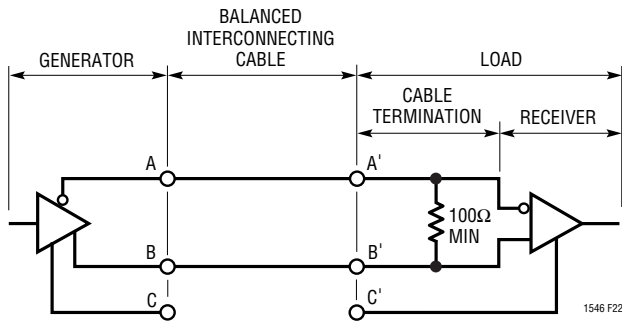 BALANCED
INTERCONNECTING
CABLE
GENERATOR
LOAD
CABLE
TERMINATION
RECEIVER
A
A'
100Ω
MIN
B
B'
C
C'
1546 F22